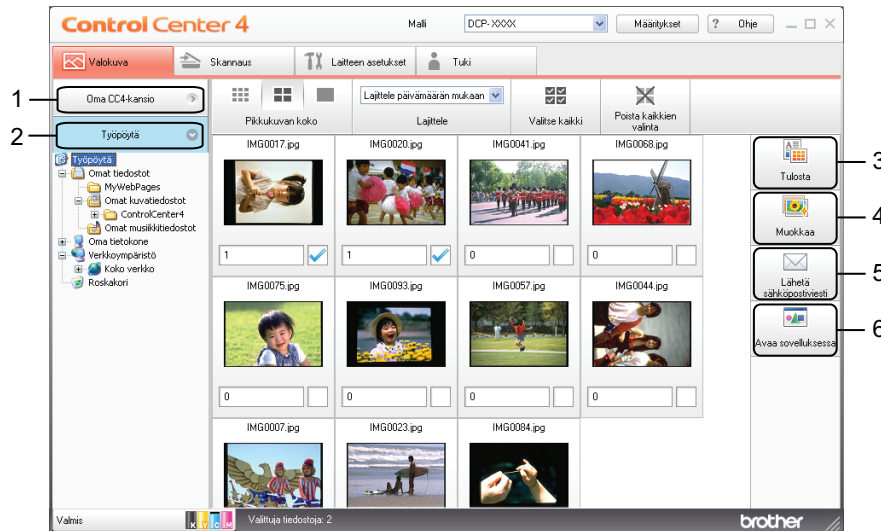 Control Center 4
Malli
DCP-XXXX
Määritykset
? Ohje
Valokuva
Skannaus
Laitteen asetukset
Tuki
1
Oma CC4-kansio
2
Työpöytä
Pikkukuvan koko
Lajittele päivämäärän mukaan
Lajittele
Valitse kaikki
Poista kaikkien
valinta
Työpöytä
Omat tiedostot
MyWebPages
Omat kuvatiedostot
ControlCenter4
Omat musiikkitiedostot
Oma tietokone
Verkkoympäristö
Koko verkko
Roskakori
IMG0017.jpg
IMG0020.jpg
IMG0041.jpg
IMG0068.jpg
1
1
0
0
IMG0075.jpg
IMG0093.jpg
IMG0057.jpg
IMG0044.jpg
0
0
0
0
IMG0007.jpg
IMG0023.jpg
IMG0084.jpg
Tulosta
3
Muokkaa
4
Lähetä
sähköpostiviesti
5
Avaa sovelluksessa
6
Valmis
K Y C M
Valittuja tiedostoja: 2
brother